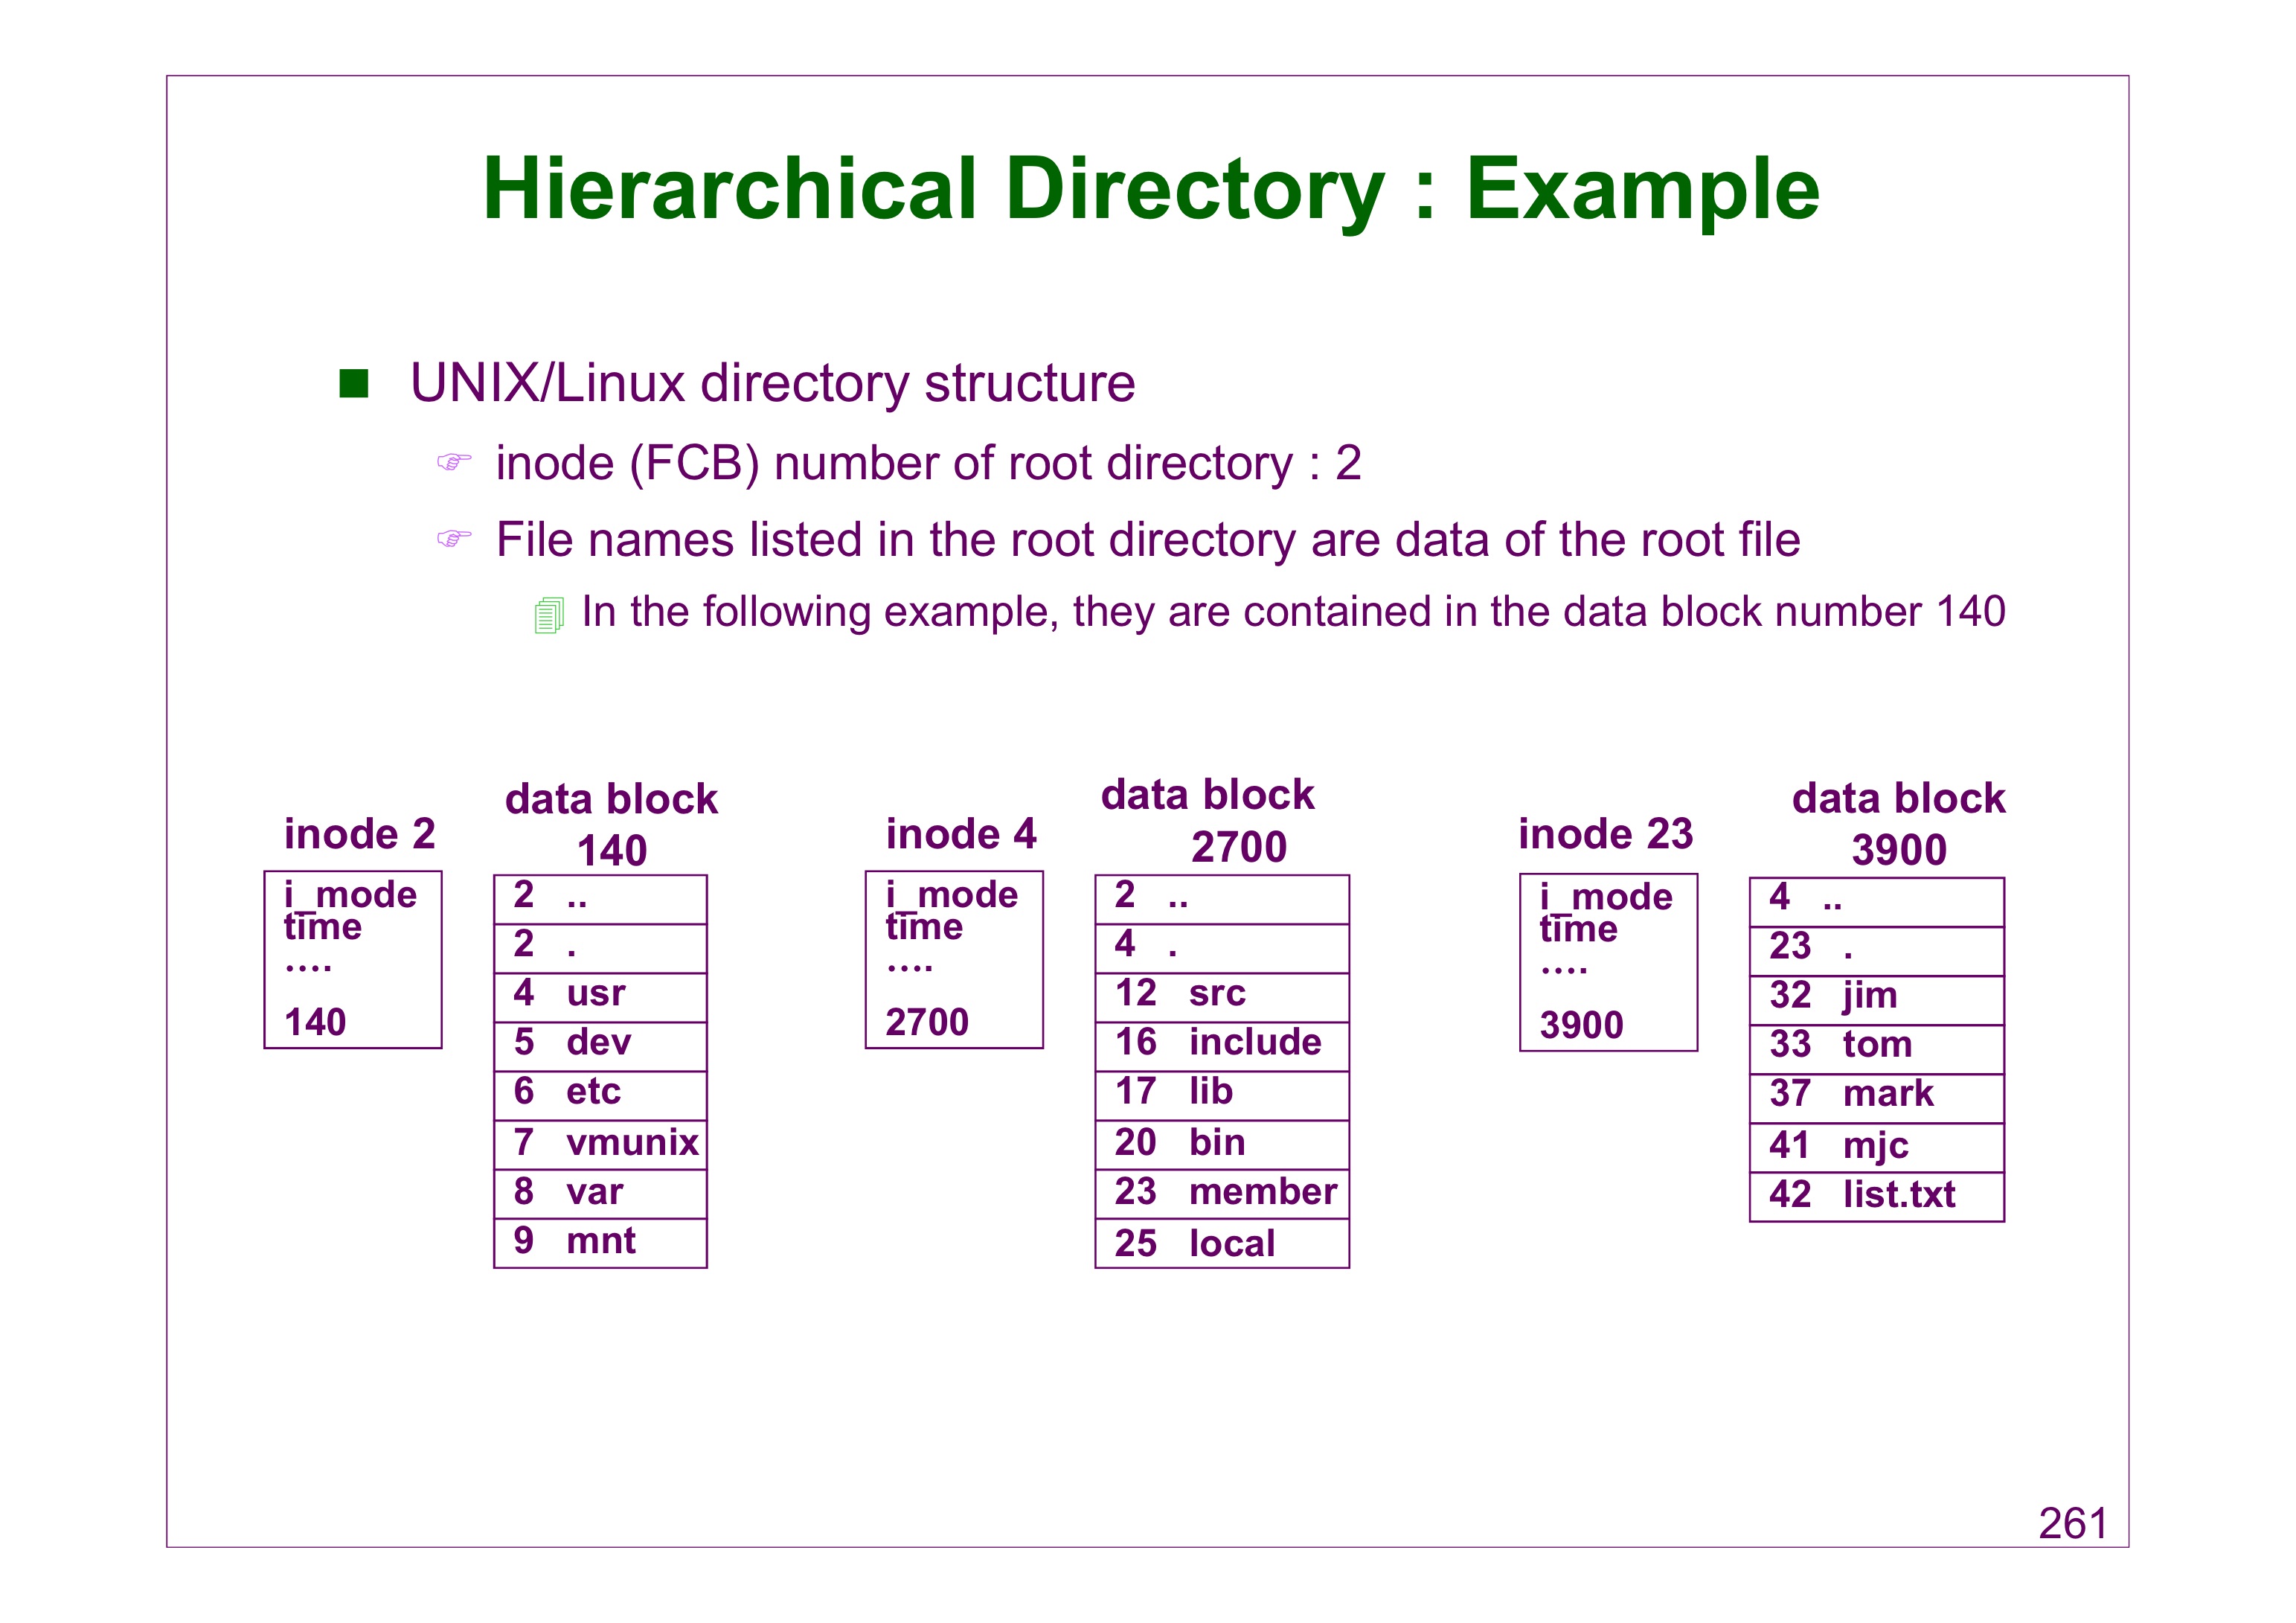 Hierarchical Directory : Example
UNIX/Linux directory structure
inode (FCB) number of root directory : 2
File names listed in the root directory are data of the root file
In the following example, they are contained in the data block number 140
inode 2
i_mode
time
....
140
data block
140
2 ..
2 .
4 usr
5 dev
6 etc
7 vmunix
8 var
9 mnt
inode 4
i_mode
time
....
2700
data block
2700
2 ..
4 .
12 src
16 include
17 lib
20 bin
23 member
25 local
inode 23
i_mode
time
....
3900
data block
3900
4 ..
23 .
32 jim
33 tom
37 mark
41 mjc
42 list.txt
261